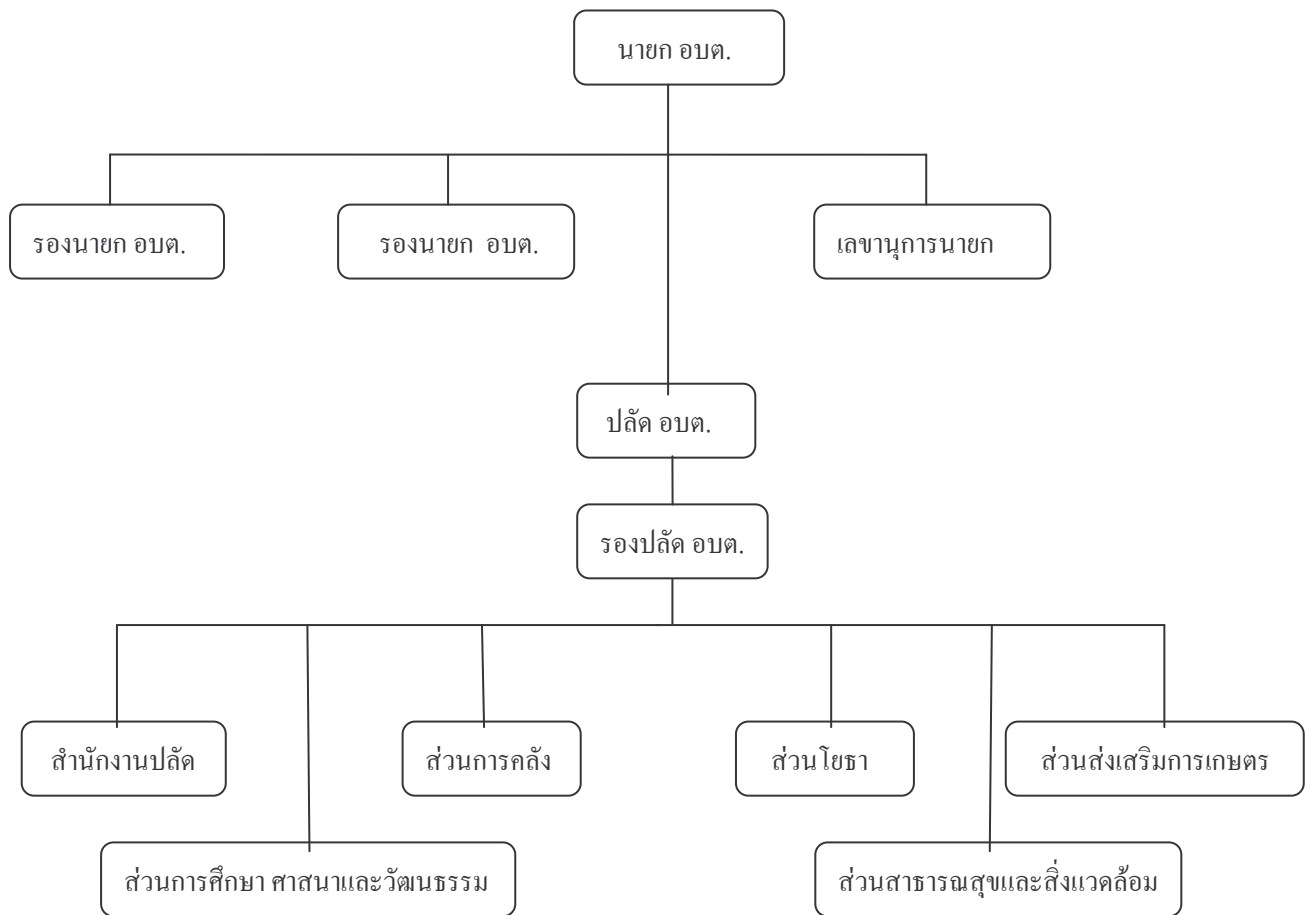 นายก อบต.
รองนายก อบต.
รองนายก อบต.
เลขานุการนายก
ปลัด อบต.
รองปลัด อบต.
สำนักงานปลัด
ส่วนการคลัง
ส่วนโยธา
ส่วนส่งเสริมการเกษตร
ส่วนการศึกษา ศาสนาและวัฒนธรรม
ส่วนสาธารณสุขและสิ่งแวดล้อม